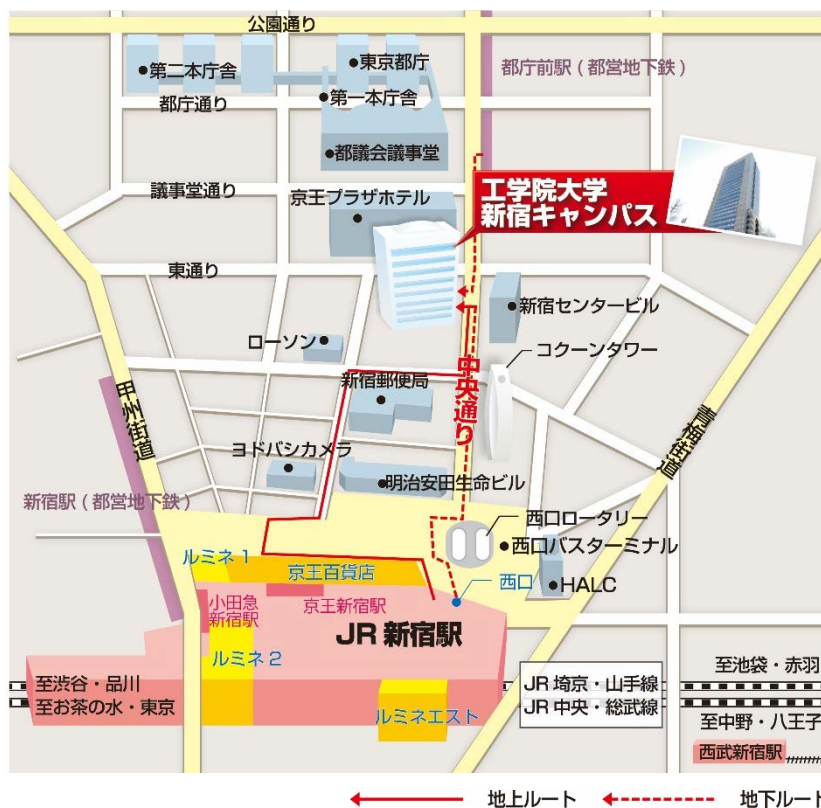 公園通り
第二本庁舎
東京都庁
都庁前駅(都営地下鉄)
都庁通り
第一本庁舎
都議会議事堂
議事堂通り
京王プラザホテル
工学院大学
新宿キャンパス
東通り
新宿センタービル
ローソン
コクーンタワー
中央通り
新宿郵便局
甲州街道
青梅街道
ヨドバシカメラ
明治安田生命ビル
新宿駅(都営地下鉄)
西口ロータリー
西口バスターミナル
ルミネ1
京王百貨店
西口
HALC
小田急
新宿駅
京王新宿駅
JR 新宿駅
ルミネ2
至渋谷・品川
至お茶の水・東京
ルミネエスト
JR 埼京・山手線
JR 中央・総武線
至池袋・赤羽
至中野・八王子
西武新宿駅
地上ルート
地下ルート